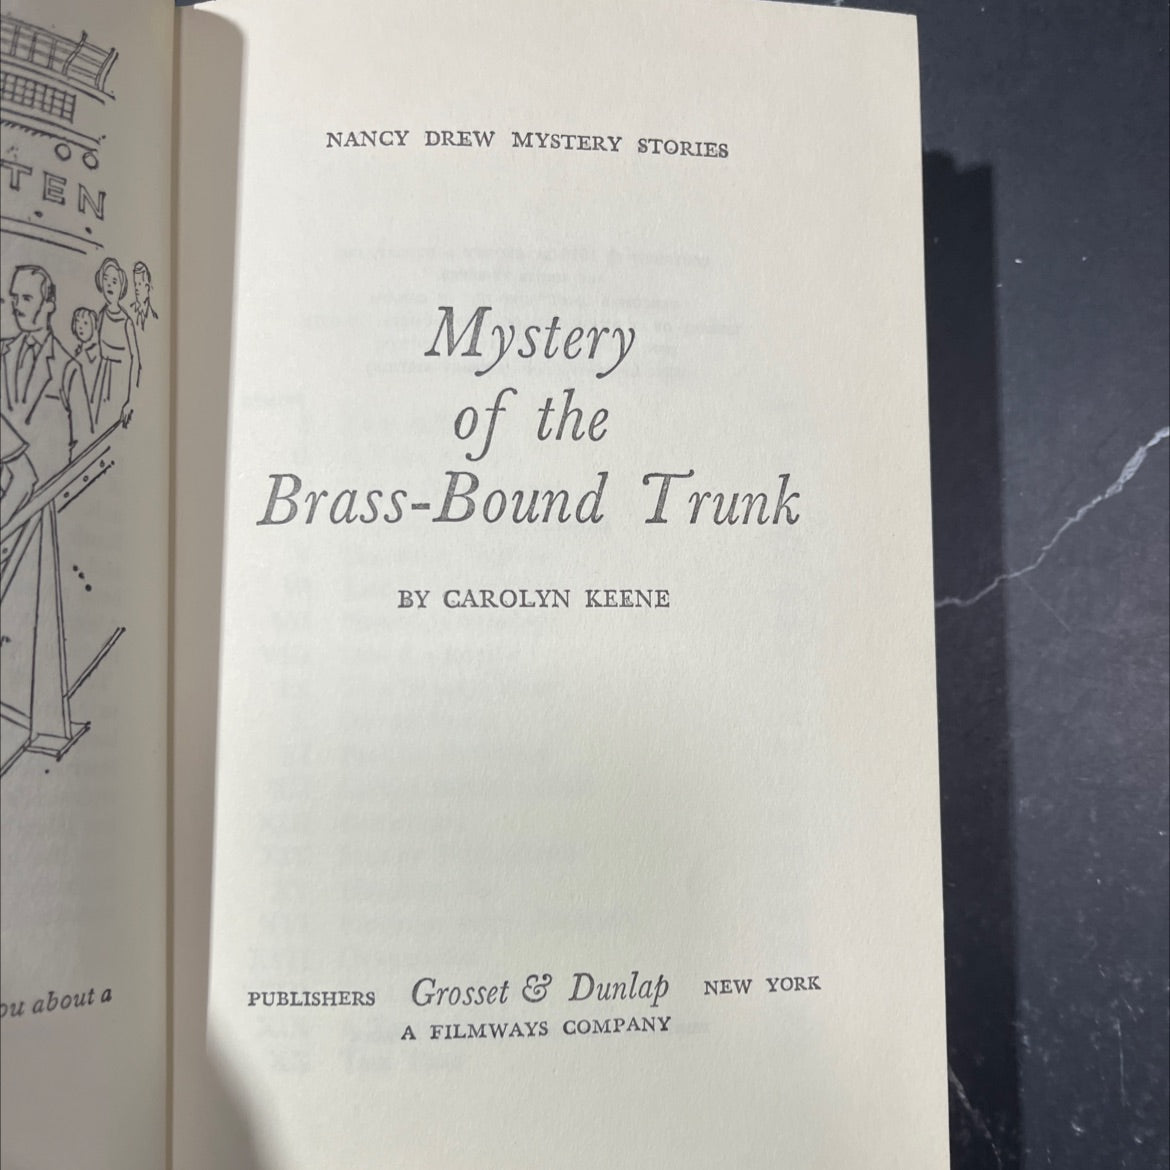 TEN
ou about a
NANCY DREW MYSTERY STORIES
Mystery
of the
Brass-Bound Trunk
BY CAROLYN KEENE
PUBLISHERS Grosset & Dunlap NEW YORK
A FILMWAYS COMPANY